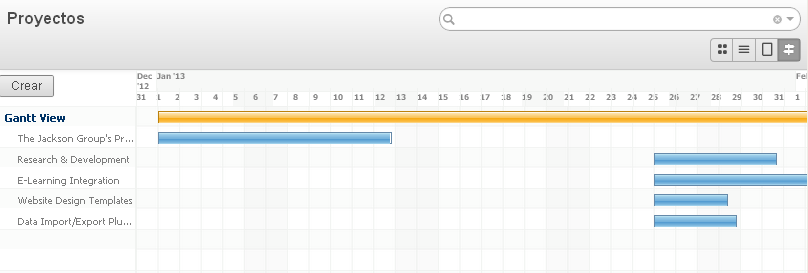 Proyectos
Dec '12 Jan '13 Fel
31 1 2 3 4 5 6 7 8 9 10 11 12 13 14 15 16 17 18 19 20 21 22 23 24 25 26 27 28 29 30 31 1
Crear
Gantt View
The Jackson Group's Pr...
Research & Development
E-Learning Integration
Website Design Templates
Data Import/Export Plu...